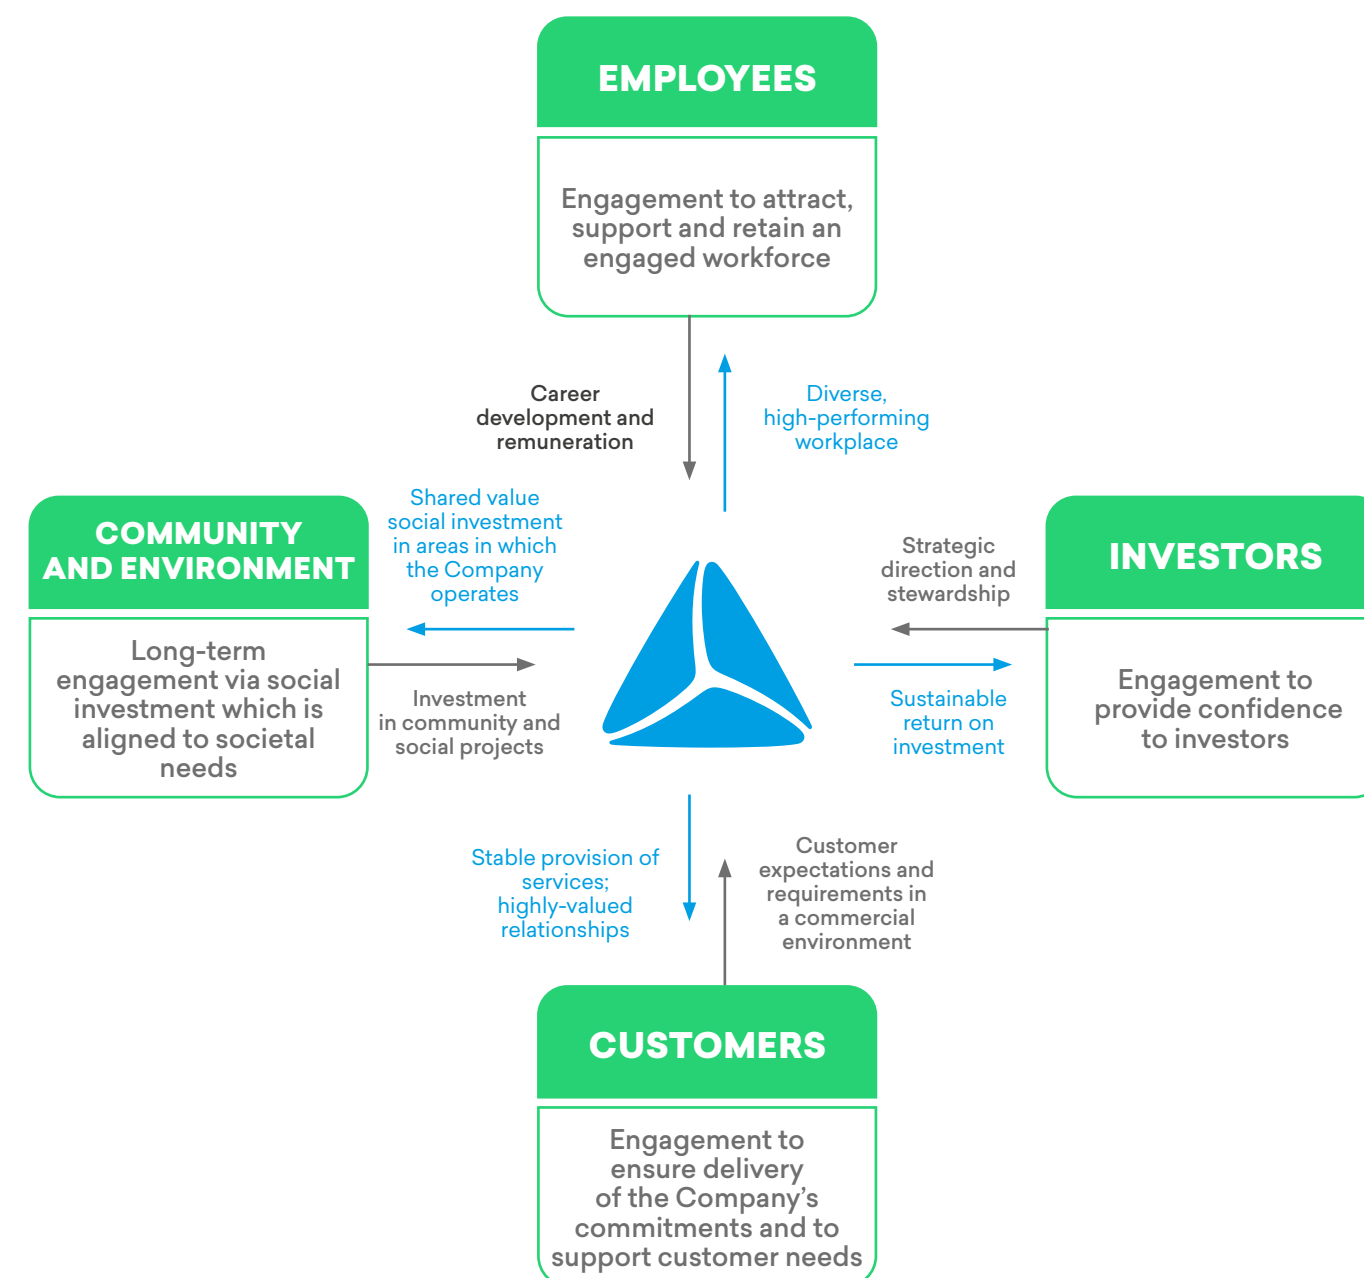 EMPLOYEES
Engagement to attract,
support and retain an
engaged workforce
Career
development and
remuneration
Diverse,
high-performing
workplace
COMMUNITY
AND ENVIRONMENT
Long-term
engagement via social
investment which is
aligned to societal
needs
Shared value
social investment
in areas in which
the Company
operates
Investment
in community and
social projects
Strategic
direction and
stewardship
Sustainable
return on
investment
INVESTORS
Engagement to
provide confidence
to investors
Stable provision of
services;
highly-valued
relationships
Customer
expectations and
requirements in
a commercial
environment
CUSTOMERS
Engagement to
ensure delivery
of the Company’s
commitments and to
support customer needs